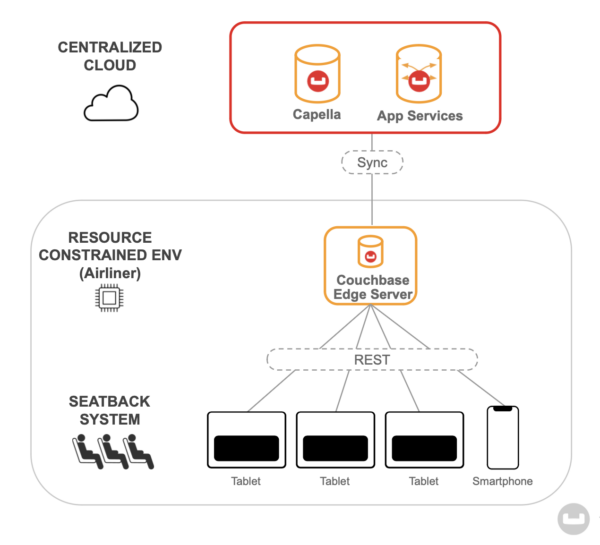 CENTRALIZED
CLOUD
Capella
App Services
Sync
RESOURCE
CONSTRAINED ENV
(Airliner)
Couchbase
Edge Server
REST
SEATBACK
SYSTEM
Tablet
Tablet
Tablet
Smartphone